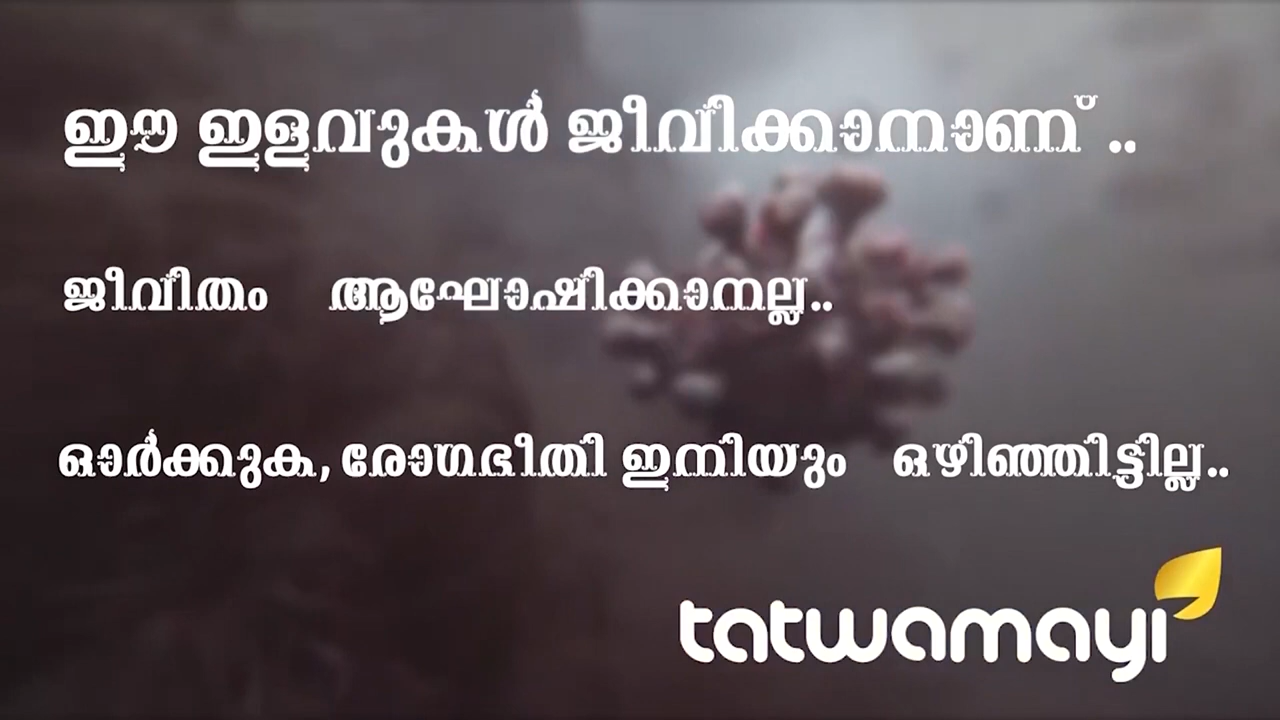 ഈ ഇളവുകൾ ജീവിക്കാനാണ് ..
ജീവിതം ആഘോഷിക്കാനല്ല..
ഓർക്കുക, രോഗഭീതി ഇനിയും ഒഴിഞ്ഞിട്ടില്ല..
tatwamayi